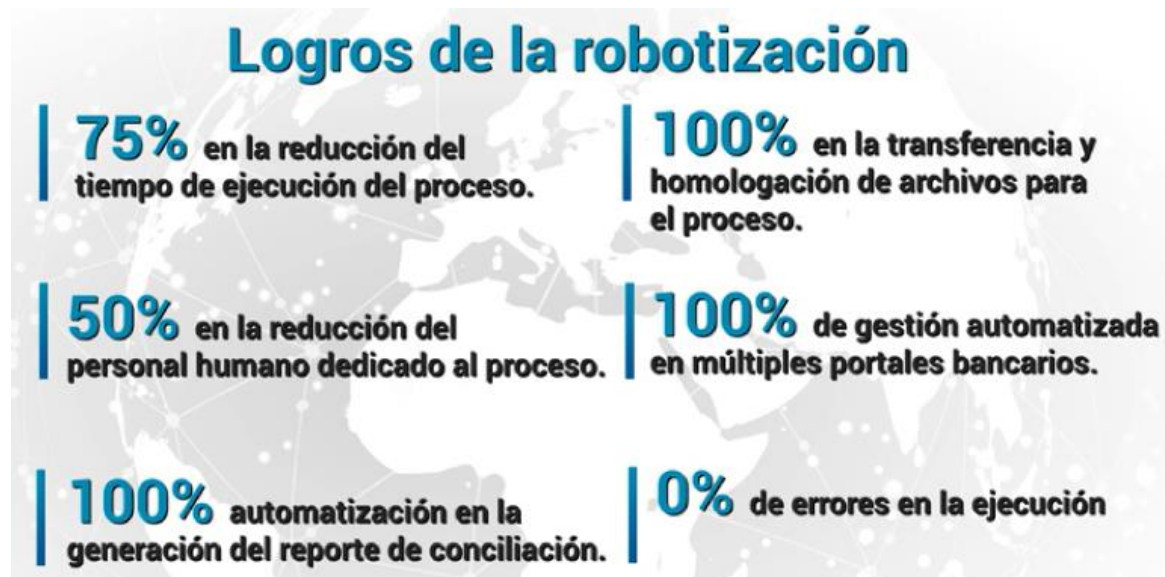 Logros de la robotización
75% en la reducción del
tiempo de ejecución del proceso.
50% en la reducción del
personal humano dedicado al proceso.
100% automatización en la
generación del reporte de conciliación.
100% en la transferencia y
homologación de archivos para
el proceso.
100% de gestión automatizada
en múltiples portales bancarios.
0% de errores en la ejecución